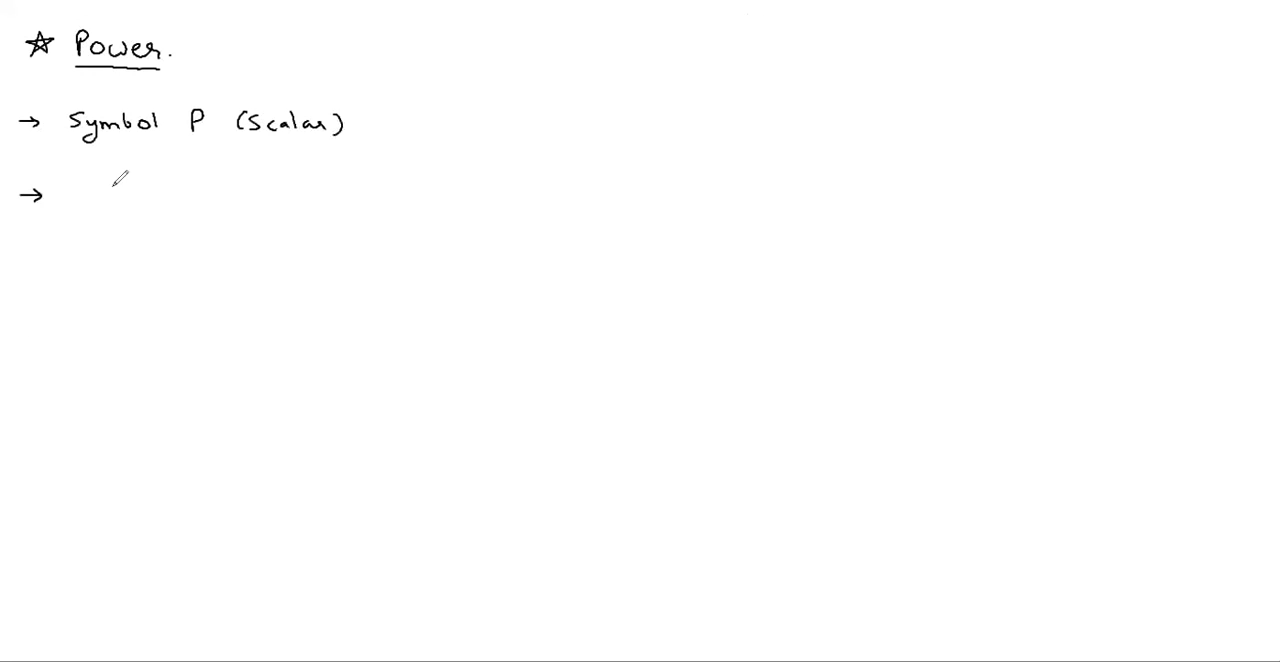 ☆ Power.
→ Symbol P (Scalar)
→